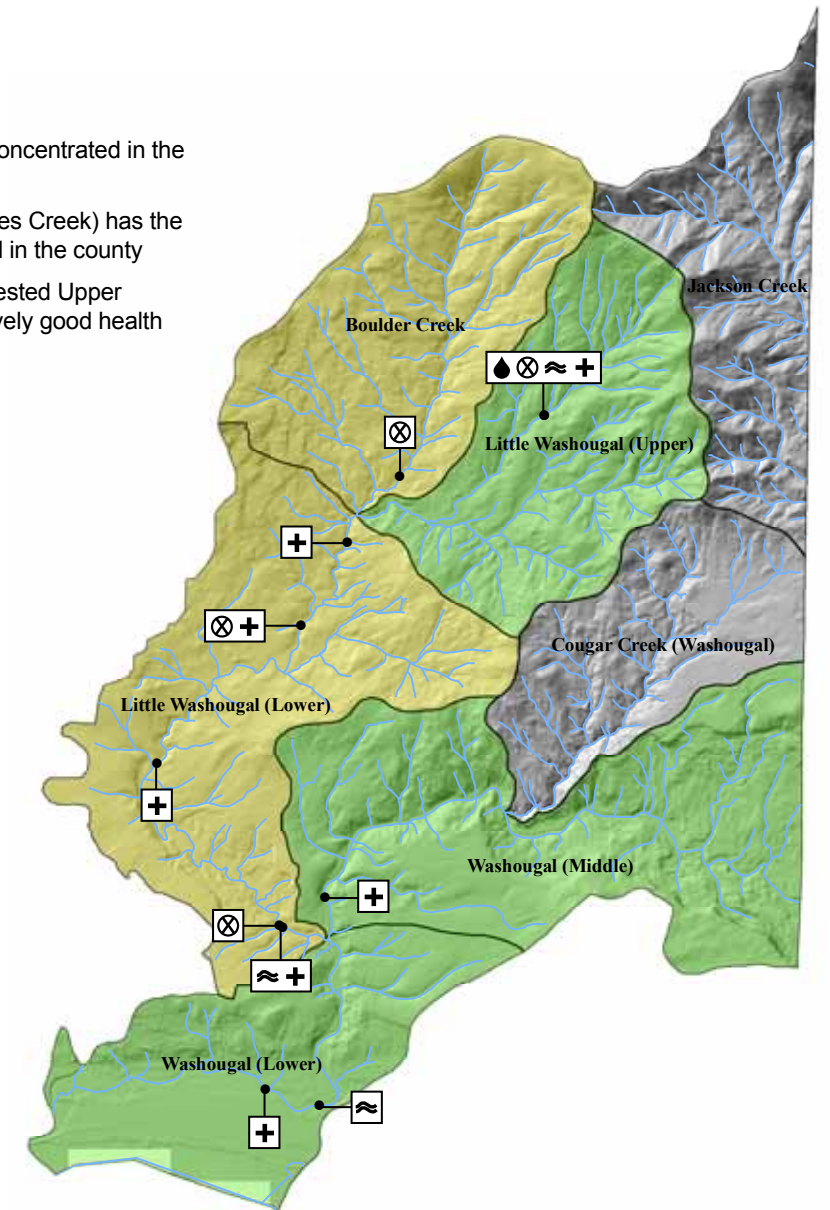 oncentrated in the
es Creek) has the
l in the county
ested Upper
vely good health
Jackson Creek
Boulder Creek
Little Washougal (Upper)
Cougar Creek (Washougal)
Little Washougal (Lower)
Washougal (Middle)
Washougal (Lower)